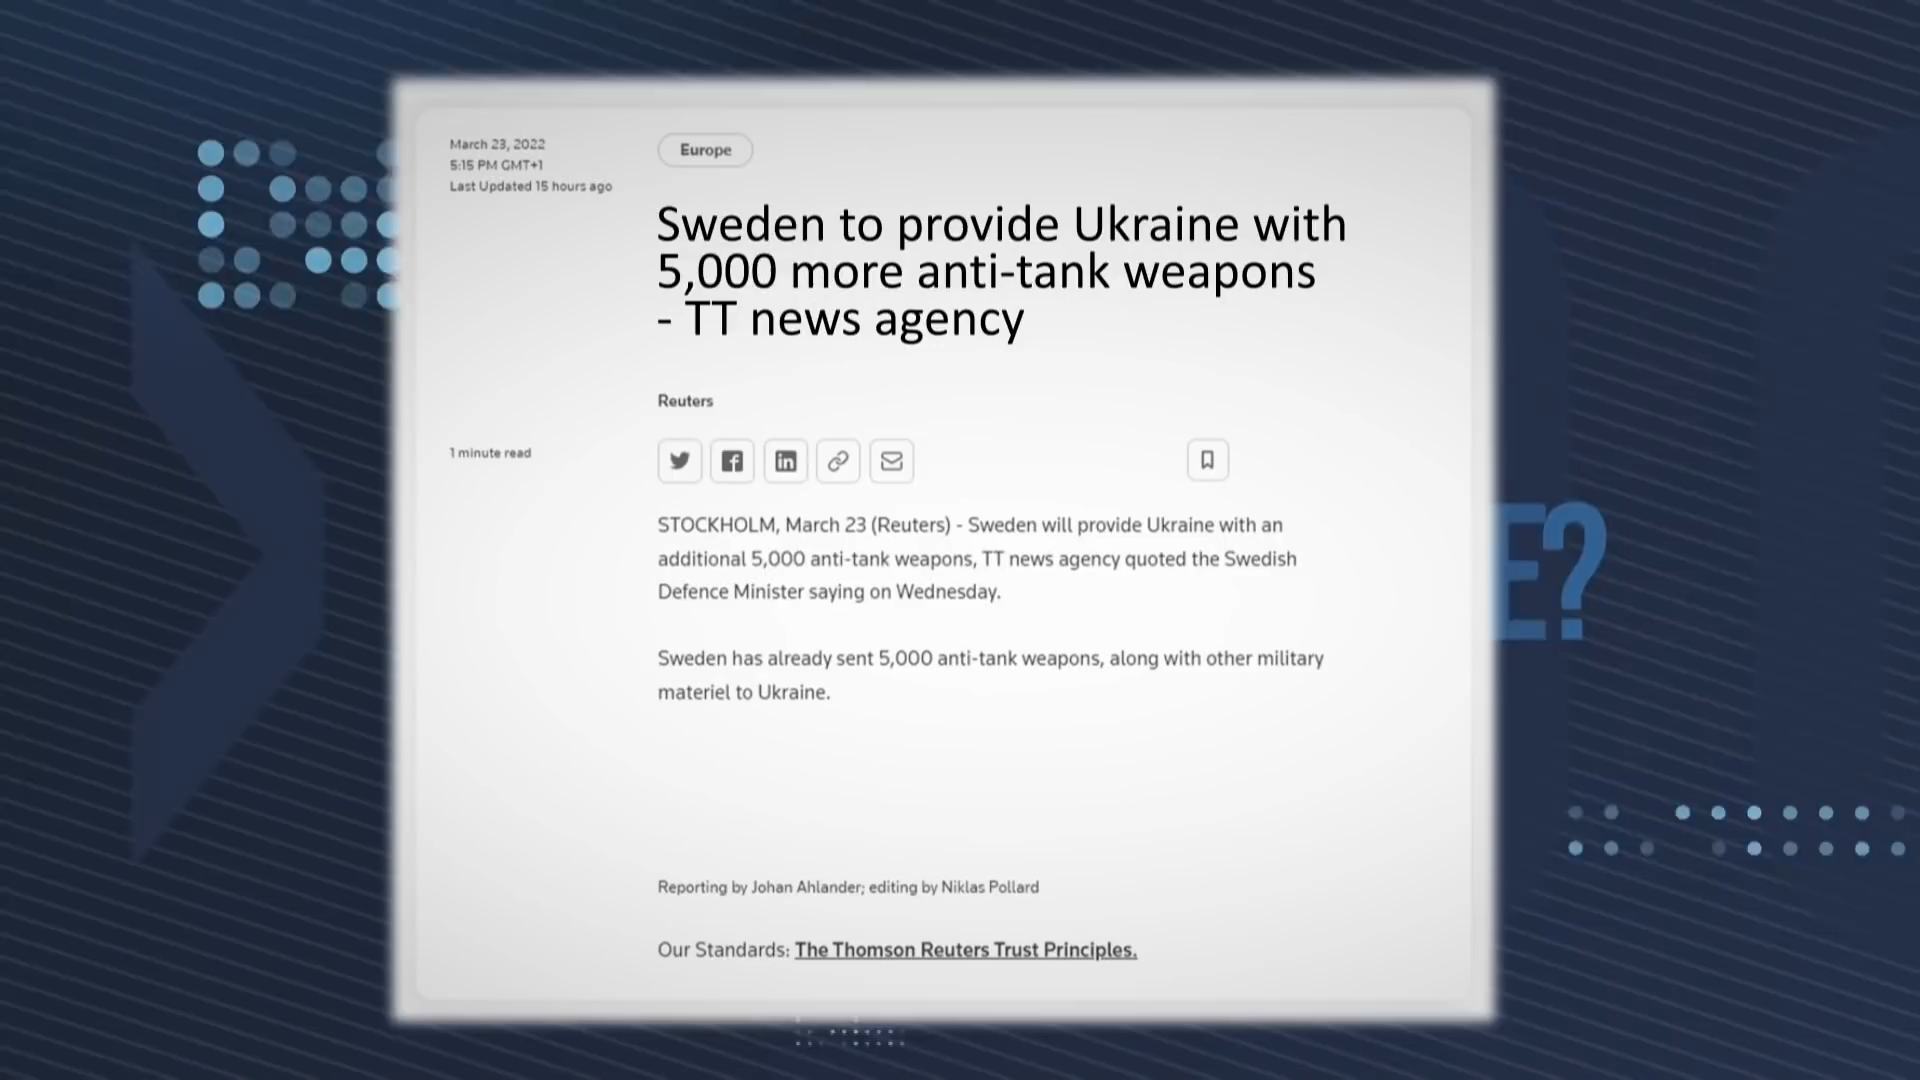 March 23, 2022
5:15 PM GMT+1
Last Updated 15 hours ago
Europe
Sweden to provide Ukraine with
5,000 more anti-tank weapons
- TT news agency
Reuters
1 minute read
STOCKHOLM, March 23 (Reuters) - Sweden will provide Ukraine with an
additional 5,000 anti-tank weapons, TT news agency quoted the Swedish
Defence Minister saying on Wednesday.
Sweden has already sent 5,000 anti-tank weapons, along with other military
materiel to Ukraine.
Reporting by Johan Ahlander; editing by Niklas Pollard
Our Standards: The Thomson Reuters Trust Principles.
E?